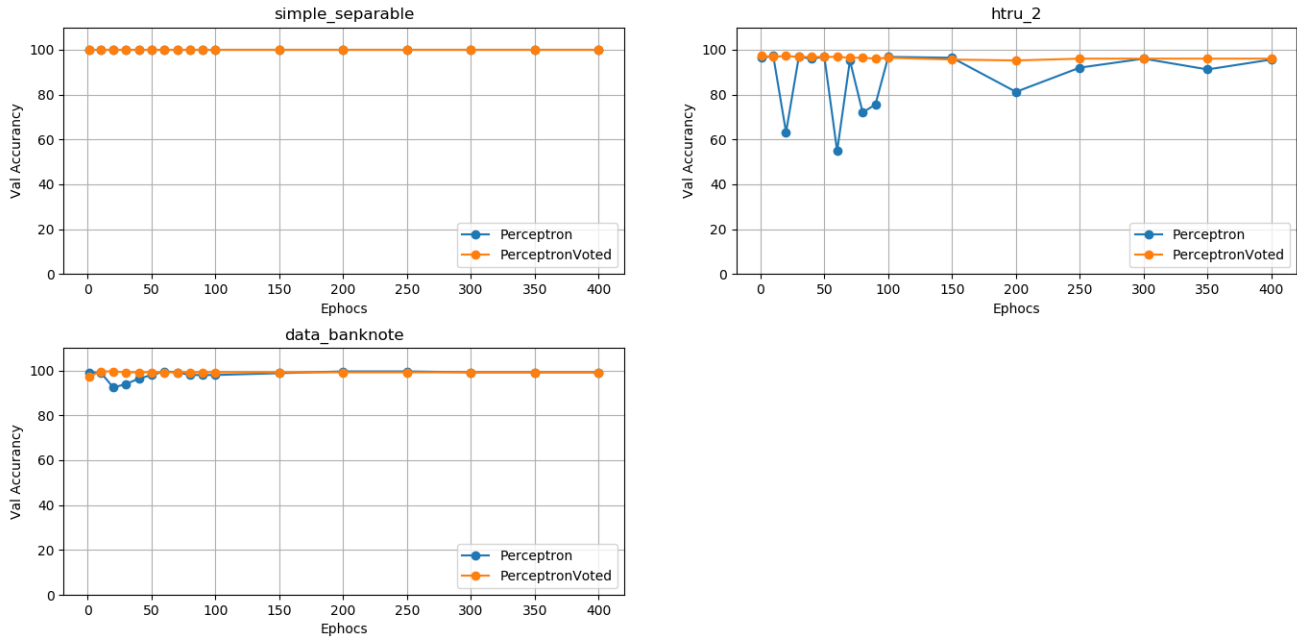 simple_separable
100
80
60
40
20
0
Val Accurancy
0 50 100 150 200 250 300 350 400
Ephocs
Perceptron
PerceptronVoted
htru_2
100
80
60
40
20
0
Val Accurancy
0 50 100 150 200 250 300 350 400
Ephocs
Perceptron
PerceptronVoted
data_banknote
100
80
60
40
20
0
Val Accurancy
0 50 100 150 200 250 300 350 400
Ephocs
Perceptron
PerceptronVoted